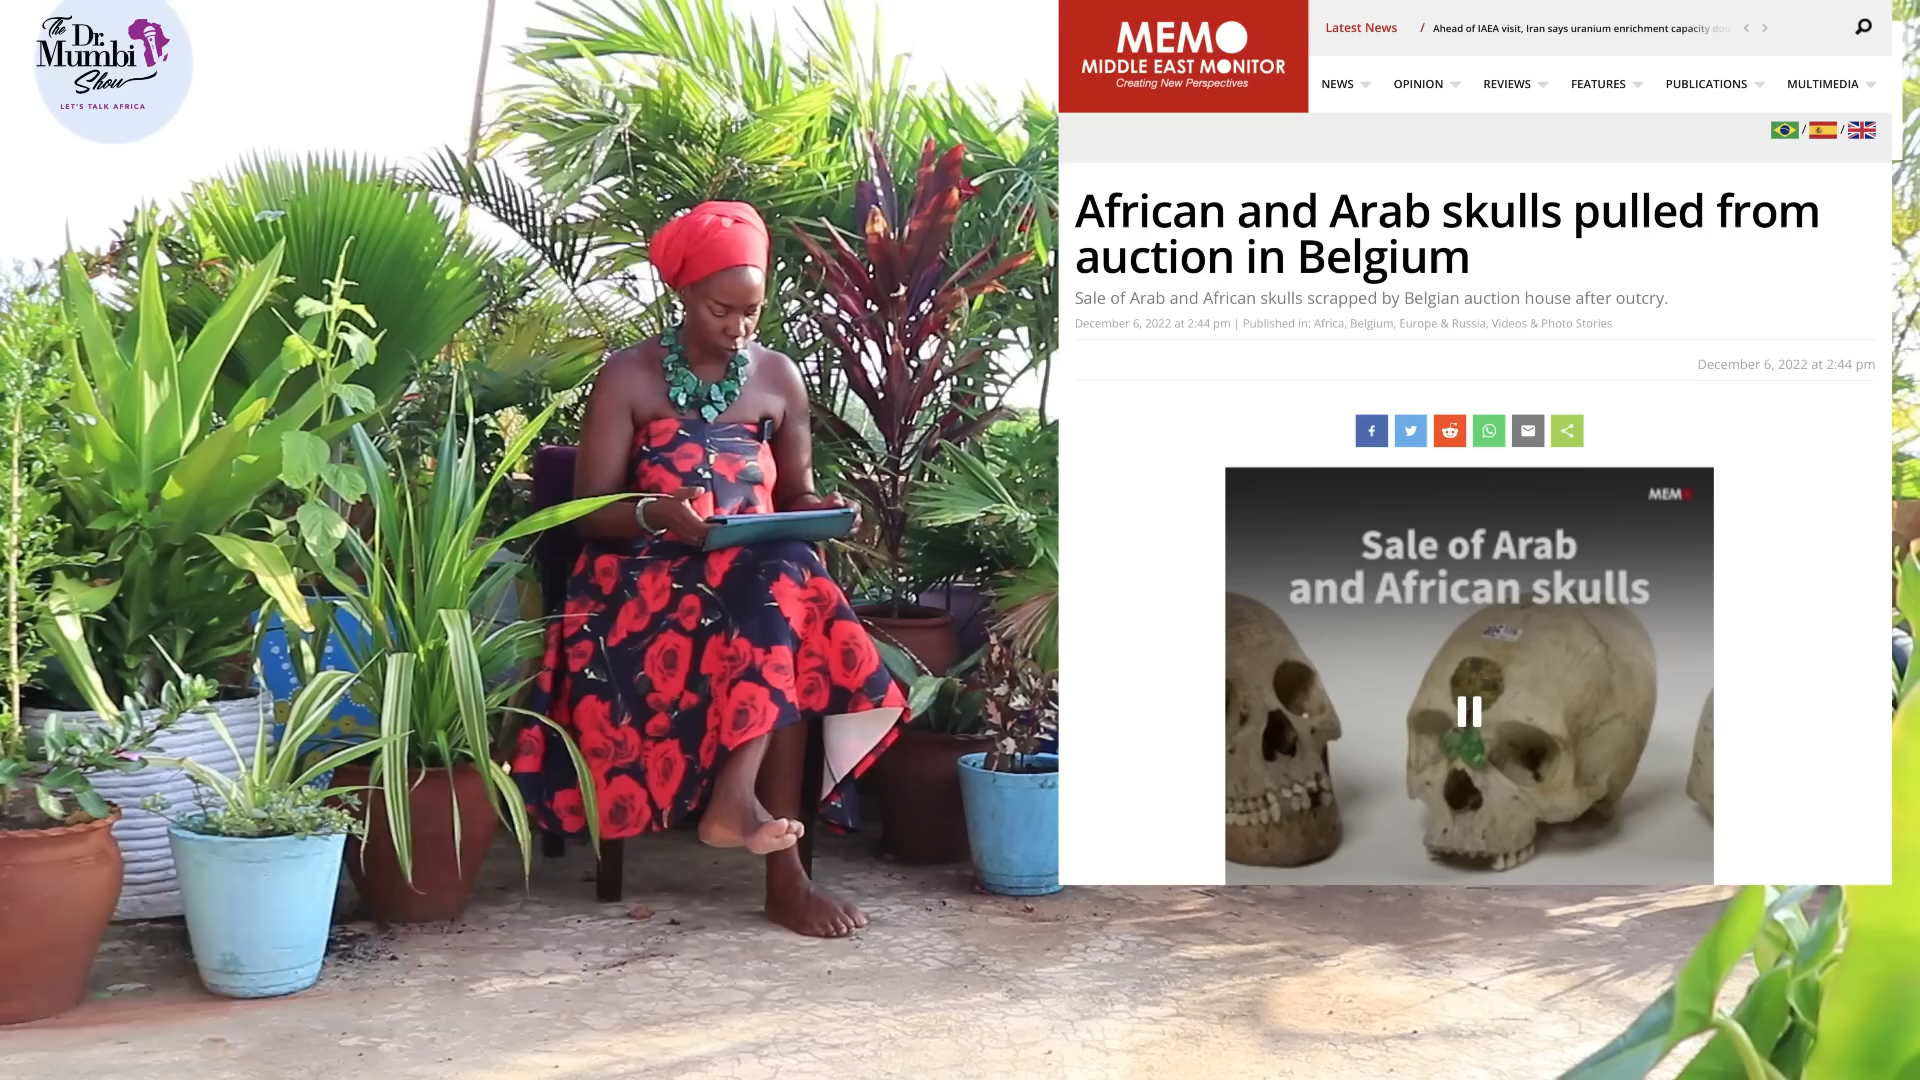 The
Dr.
Mumbi
Show
LET'S TALK AFRICA
MEMO
MIDDLE EAST MONITOR
Creating New Perspectives
Latest News / Ahead of IAEA visit, Iran says uranium enrichment capacity
NEWS OPINION REVIEWS FEATURES PUBLICATIONS MULTIMEDIA
/ /
African and Arab skulls pulled from
auction in Belgium
Sale of Arab and African skulls scrapped by Belgian auction house after outcry.
December 6, 2022 at 2:44 pm | Published in: Africa, Belgium, Europe & Russia, Videos & Photo Stories
December 6, 2022 at 2:44 pm
MEMO
Sale of Arab
and African skulls